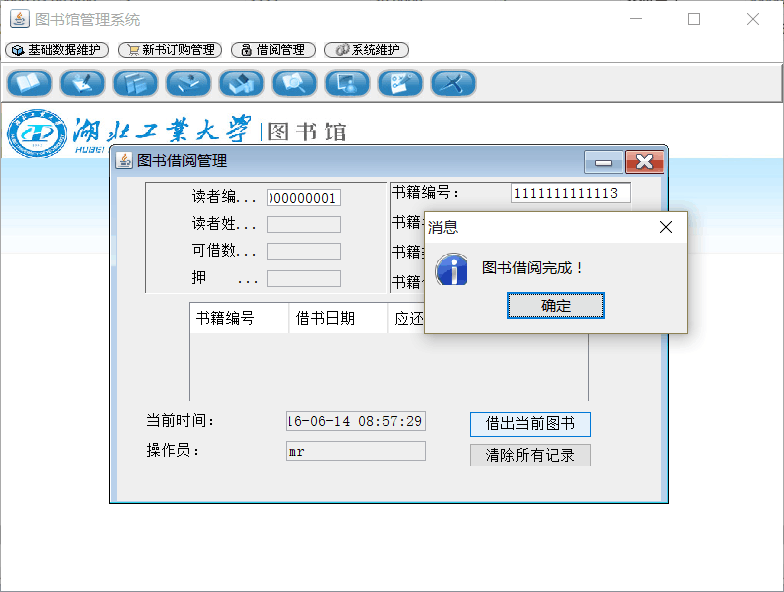 图书馆管理系统
基础数据维护 新书订购管理 借阅管理 系统维护
湖北工业大学 图书馆
HUBEI
图书借阅管理
读者编... 000000001 书籍编号： 1111111111113
读者姓... 书籍
可借数... 书籍
押 ... 书籍
消息
图书借阅完成！
确定
书籍编号 借书日期 应还
当前时间： 16-06-14 08:57:29 借出当前图书
操作员： mr 清除所有记录